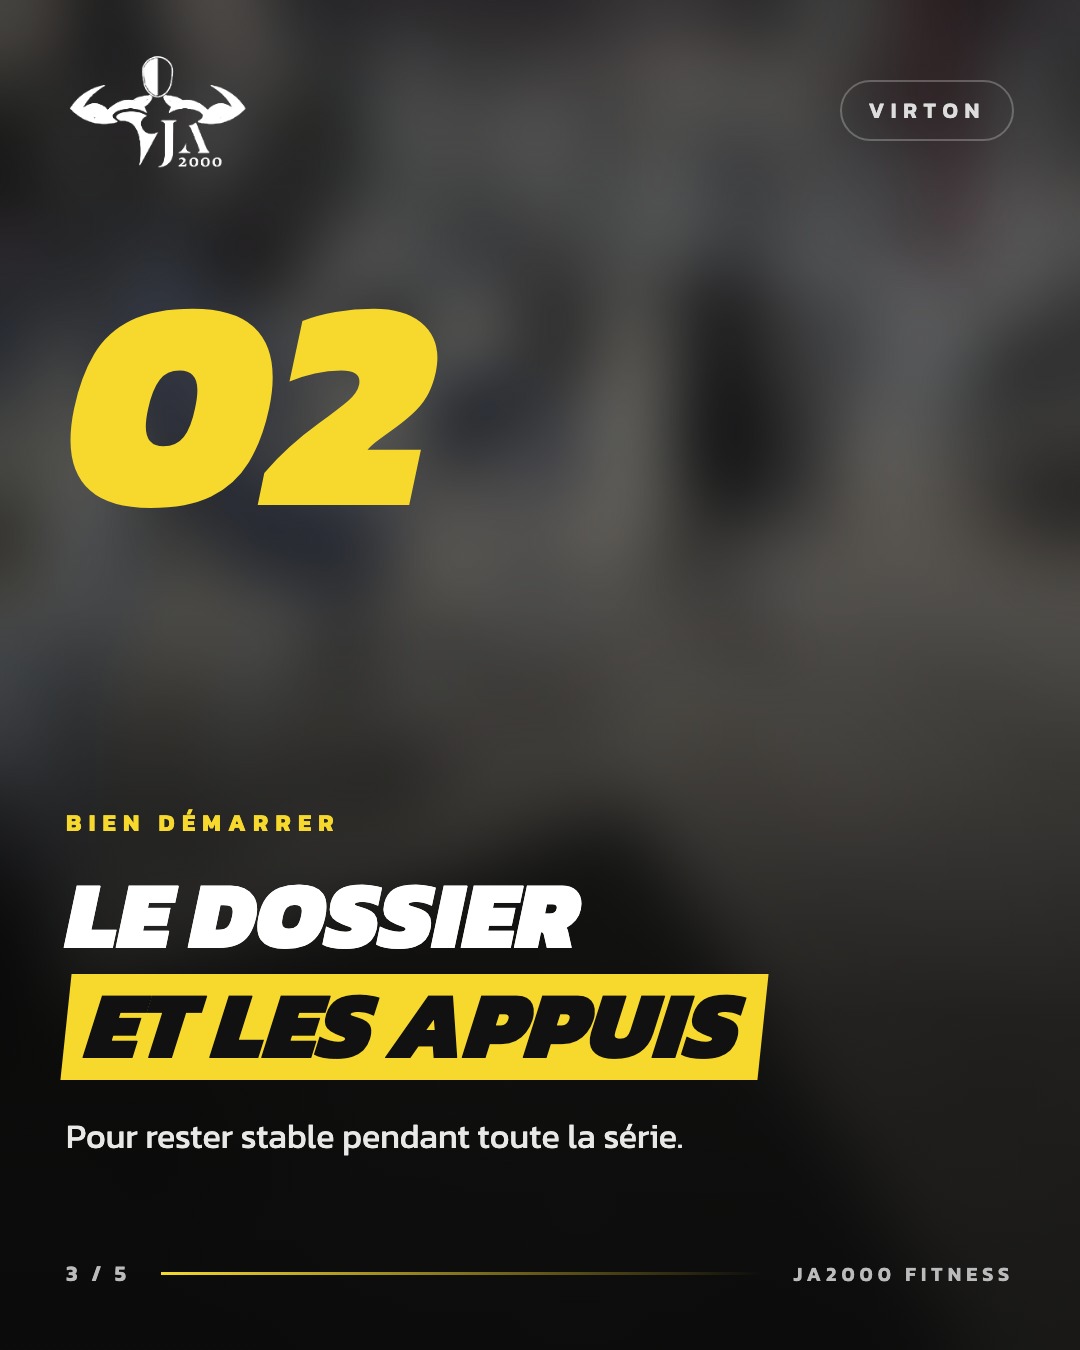 JA
2000
VIRTON
02
BIEN DÉMARRER
LE DOSSIER
ET LES APPUIS
Pour rester stable pendant toute la série.
3 / 5
JA2000 FITNESS